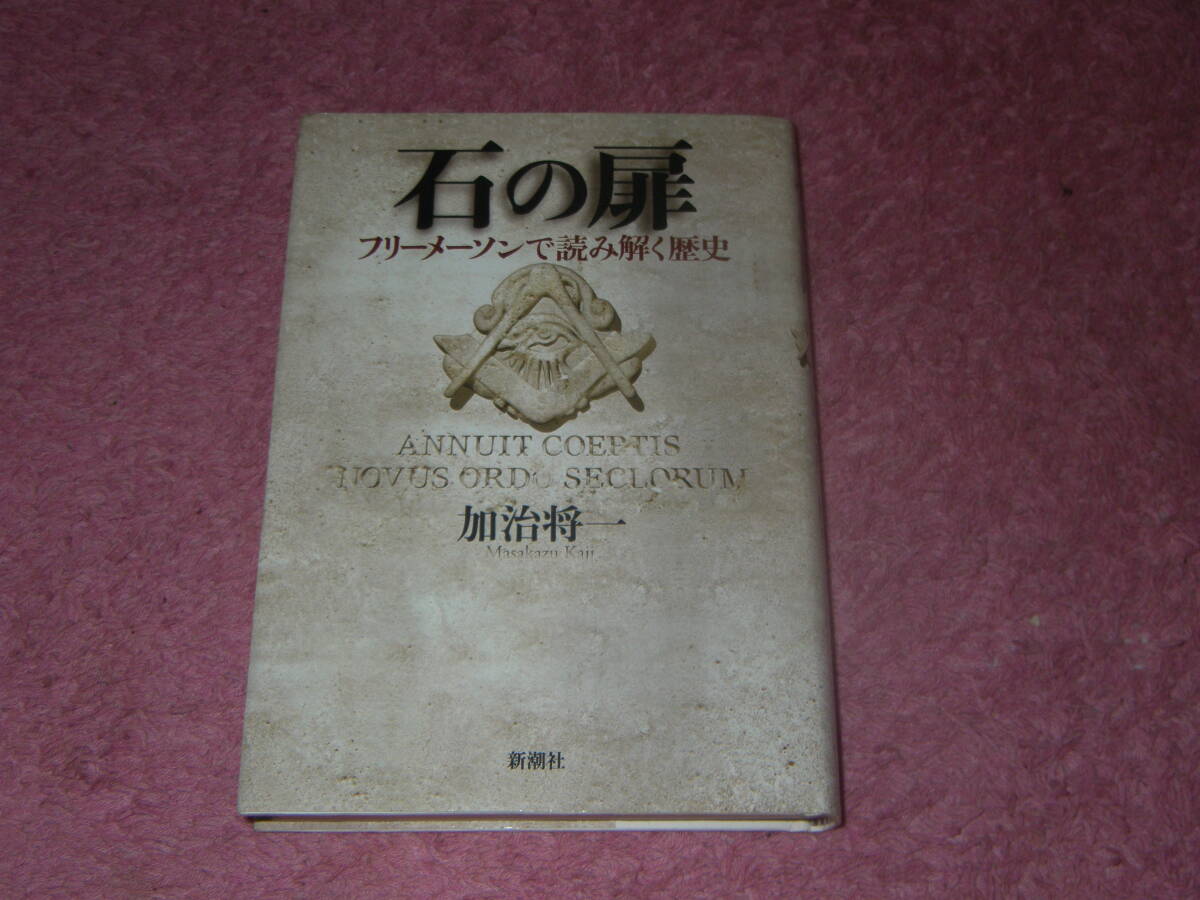 石の扉
フリーメーソンで読み解く歴史
ANNUIT COEPTIS
NOVUS ORDO SECLORUM
加治将一
Masakazu Kaji
新潮社